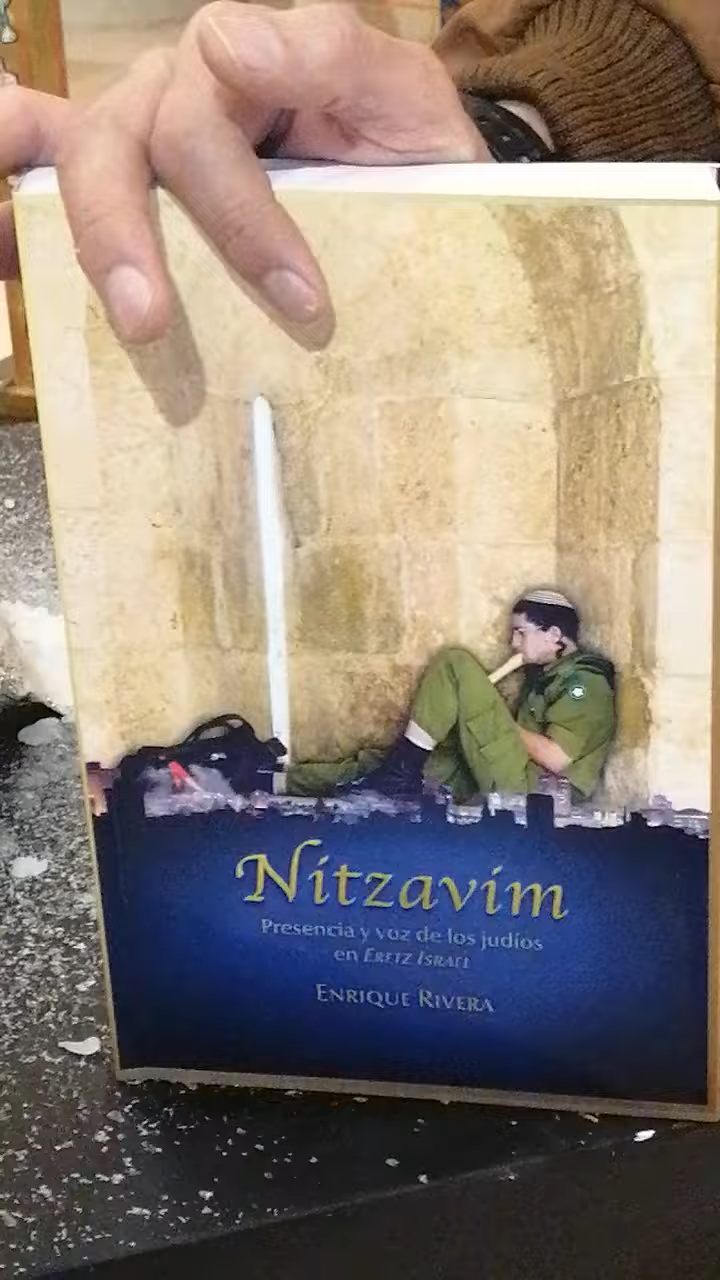 Nitzavim
Presencia y voz de los judíos
en ERETZ ISRAEL
ENRIQUE RIVERA